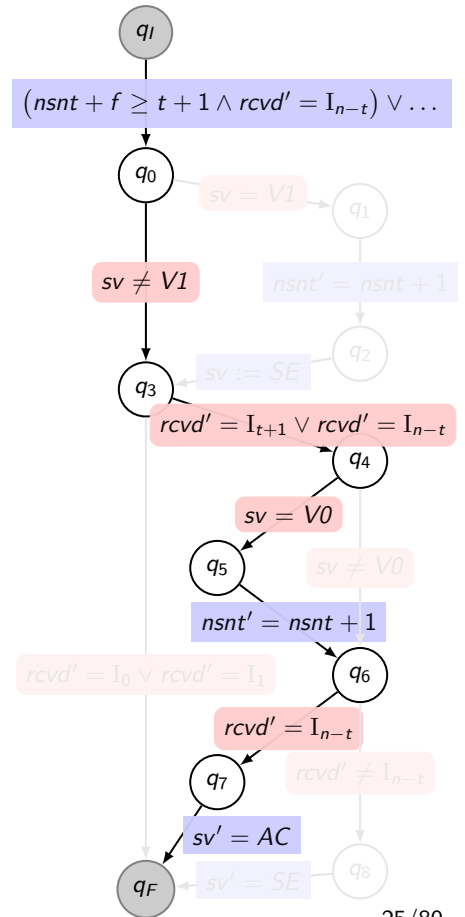 q_I
(nsnt + f ≥ t + 1 ∧ rcvd′ = I_{n−t}) ∨ …
q_0
sv = V1
q_1
sv ≠ V1
nsnt′ = nsnt + 1
q_2
sv := SE
q_3
rcvd′ = I_{t+1} ∨ rcvd′ = I_{n−t}
q_4
sv = V0
q_5
sv ≠ V0
nsnt′ = nsnt + 1
rcvd′ = I_0 ∨ rcvd′ = I_1
q_6
rcvd′ = I_{n−t}
rcvd′ ≠ I_{n−t}
q_7
sv′ = AC
q_8
sv′ = SE
q_F
25/80